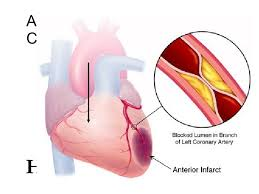 A
C
Blocked Lumen in Branch
of Left Coronary Artery
Anterior Infarct